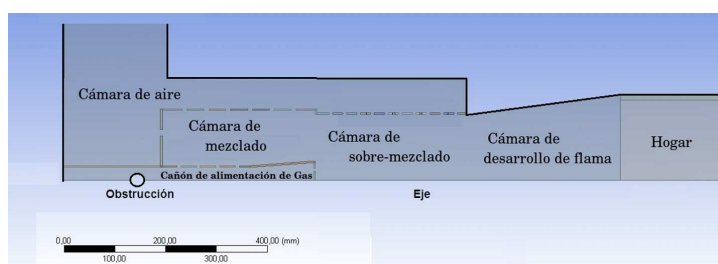 Cámara de aire
Cámara de
mezclado
Cámara de
sobre-mezclado
Cámara de
desarrollo de flama
Hogar
Cañón de alimentación de Gas
Obstrucción
Eje
0,00
200,00
400,00 (mm)
100,00
300,00